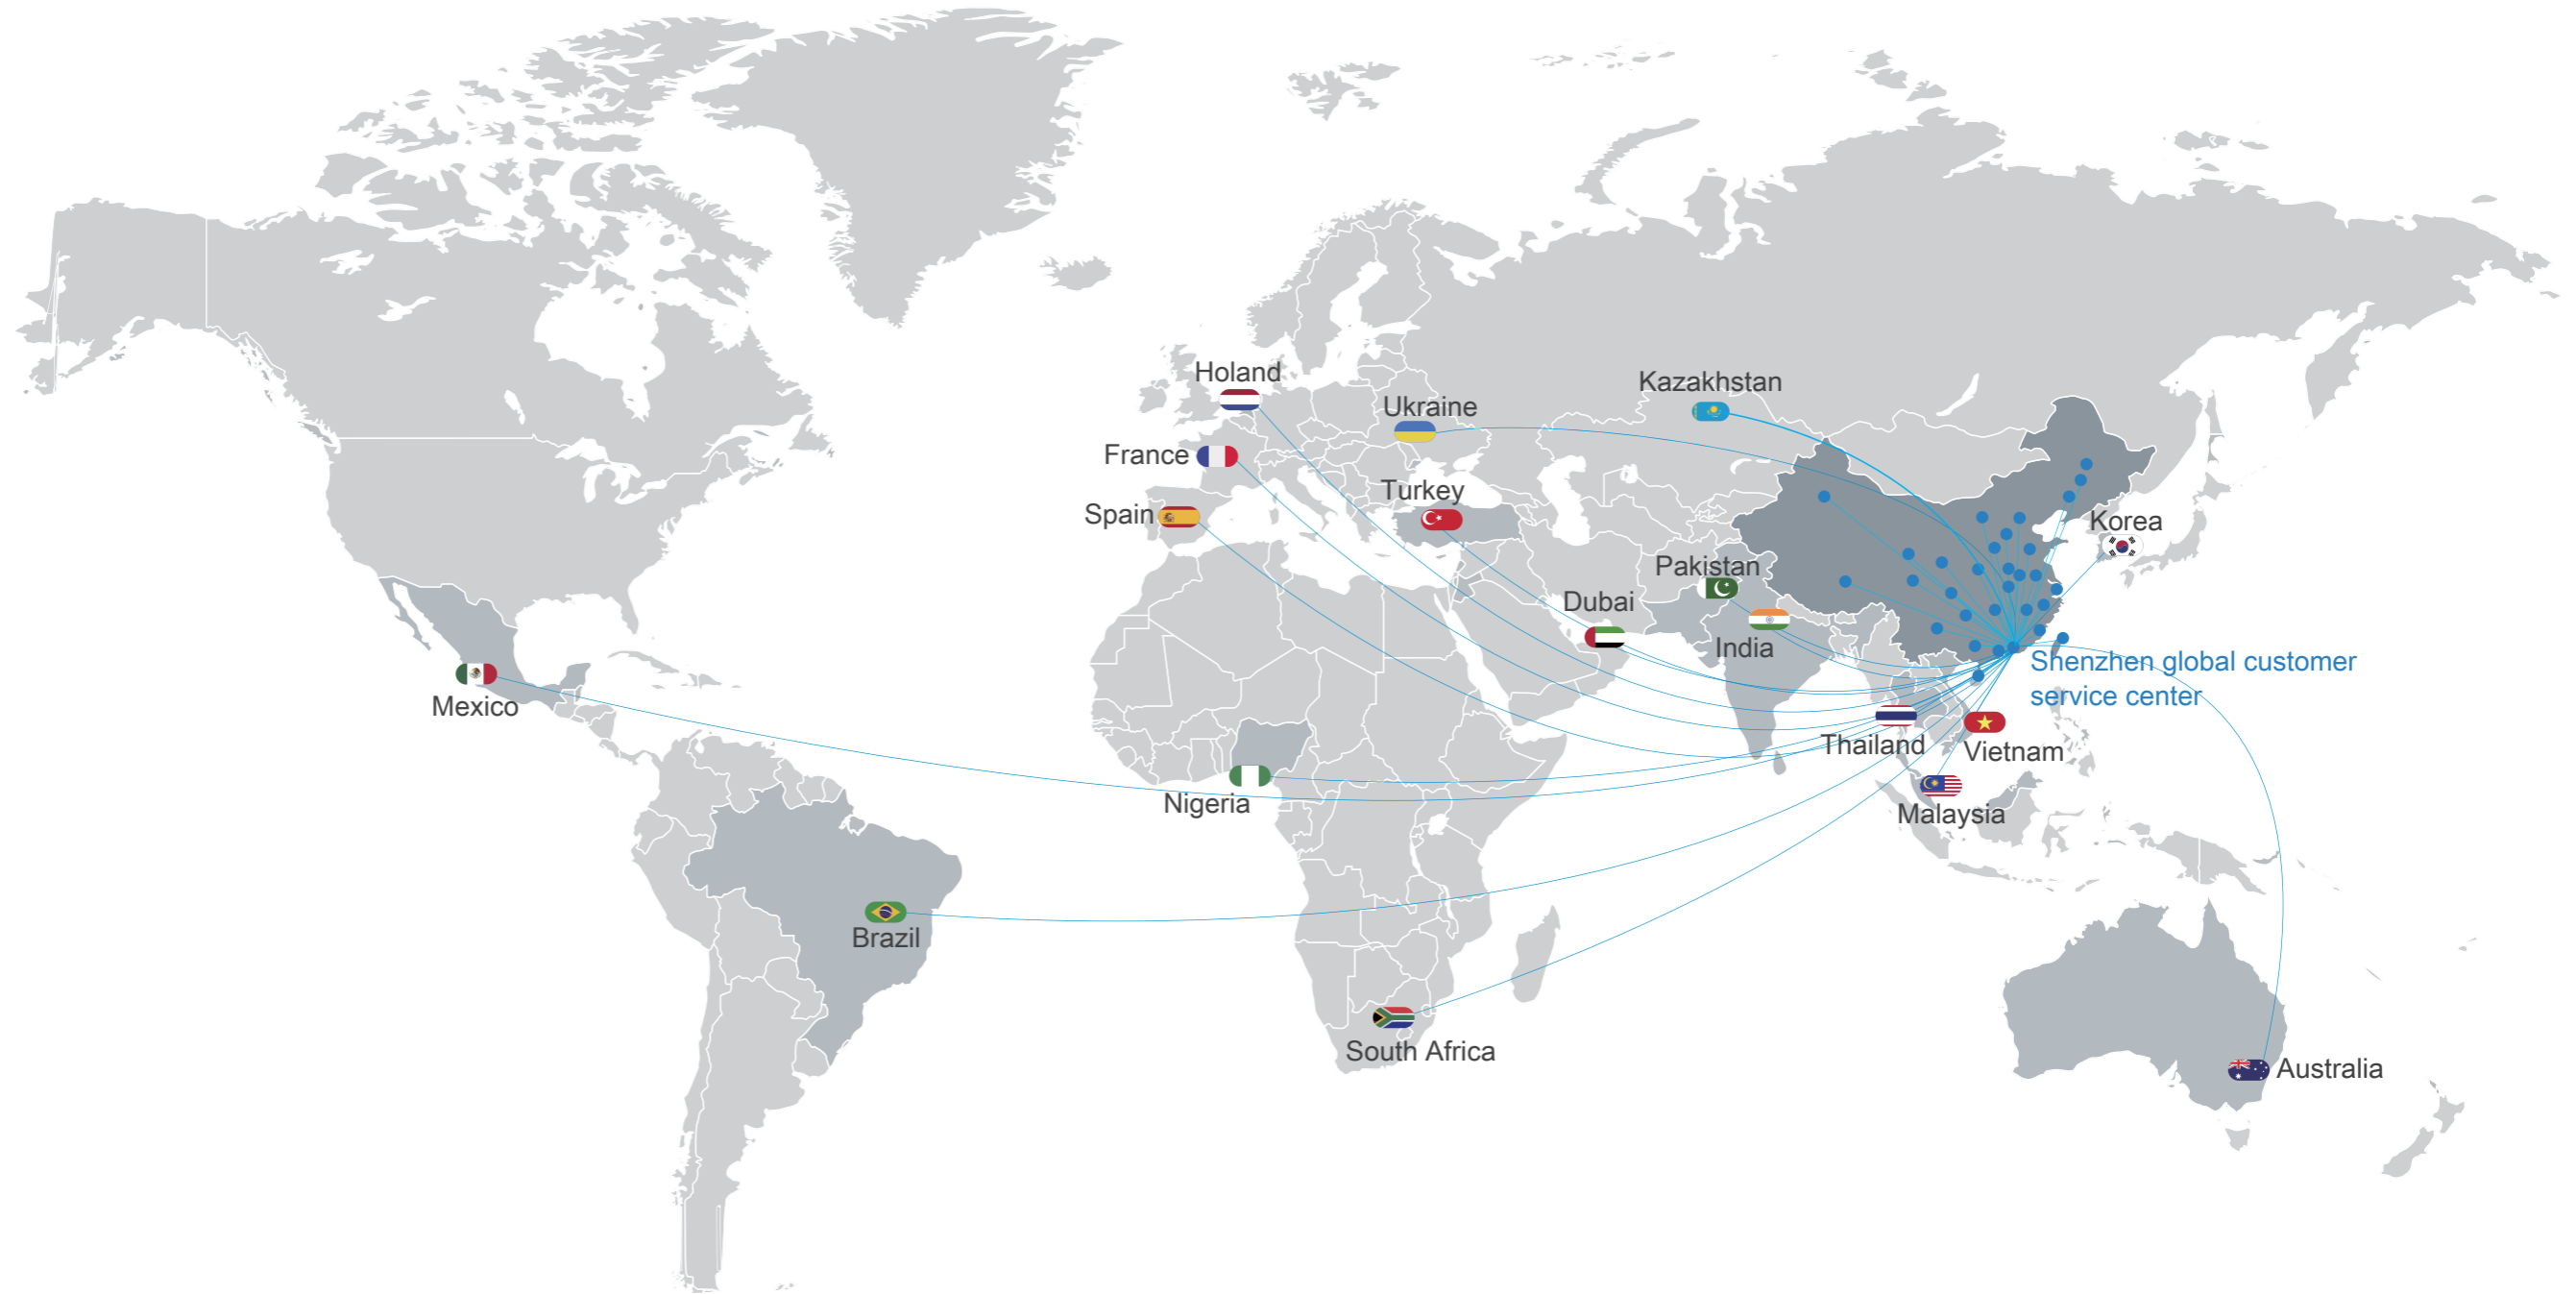 Holand
Kazakhstan
Ukraine
France
Turkey
Spain
Korea
Pakistan
Dubai
India
Shenzhen global customer
service center
Mexico
Thailand
Vietnam
Nigeria
Malaysia
Brazil
South Africa
Australia